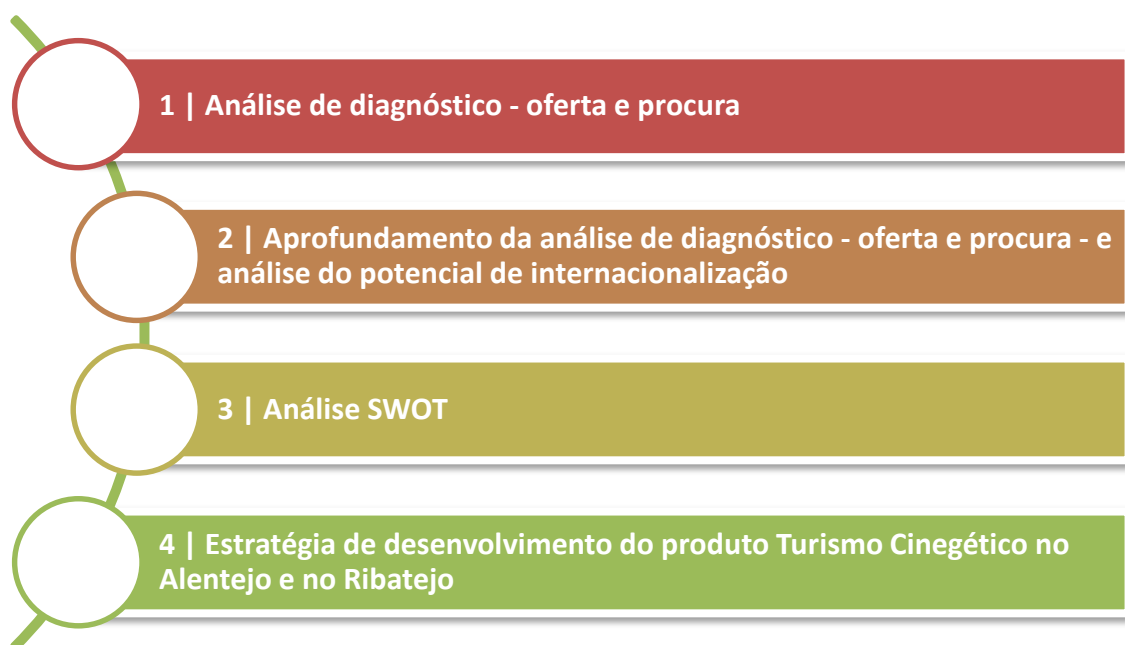 1 | Análise de diagnóstico - oferta e procura
2 | Aprofundamento da análise de diagnóstico - oferta e procura - e
análise do potencial de internacionalização
3 | Análise SWOT
4 | Estratégia de desenvolvimento do produto Turismo Cinegético no
Alentejo e no Ribatejo